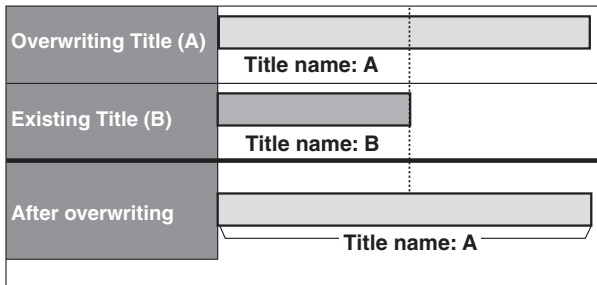 Overwriting Title (A)
Title name: A
Existing Title (B)
Title name: B
After overwriting
Title name: A